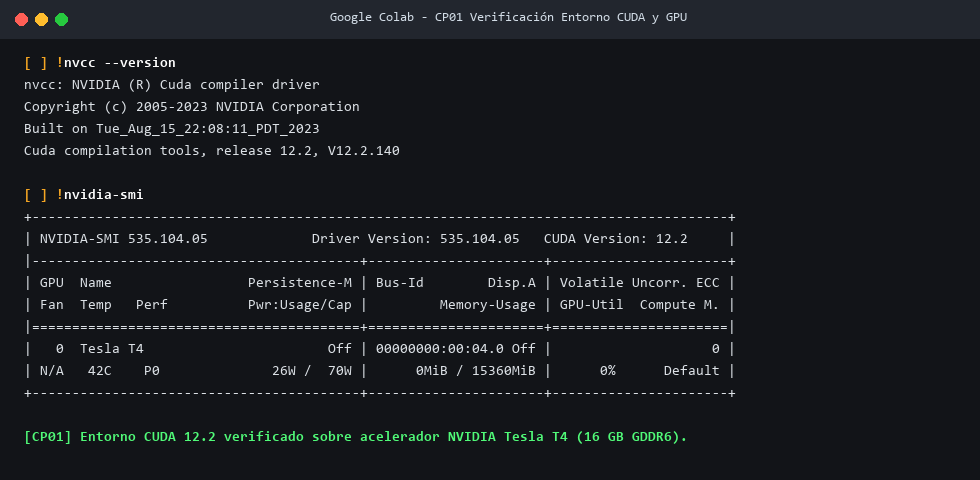 Google Colab - CP01 Verificación Entorno CUDA y GPU
[ ] !nvcc --version
nvcc: NVIDIA (R) Cuda compiler driver
Copyright (c) 2005-2023 NVIDIA Corporation
Built on Tue_Aug_15_22:08:11_PDT_2023
Cuda compilation tools, release 12.2, V12.2.140
[ ] !nvidia-smi
+---------------------------------------------------------------------------------------+
| NVIDIA-SMI 535.104.05             Driver Version: 535.104.05   CUDA Version: 12.2     |
|-----------------------------------------+----------------------+----------------------+
| GPU  Name                 Persistence-M | Bus-Id        Disp.A | Volatile Uncorr. ECC |
| Fan  Temp   Perf          Pwr:Usage/Cap |         Memory-Usage | GPU-Util  Compute M. |
|=========================================+======================+======================|
|   0  Tesla T4                       Off | 00000000:00:04.0 Off |                    0 |
| N/A   42C    P0              26W /  70W |      0MiB / 15360MiB |      0%      Default |
+-----------------------------------------+----------------------+----------------------+
[CP01] Entorno CUDA 12.2 verificado sobre acelerador NVIDIA Tesla T4 (16 GB GDDR6).